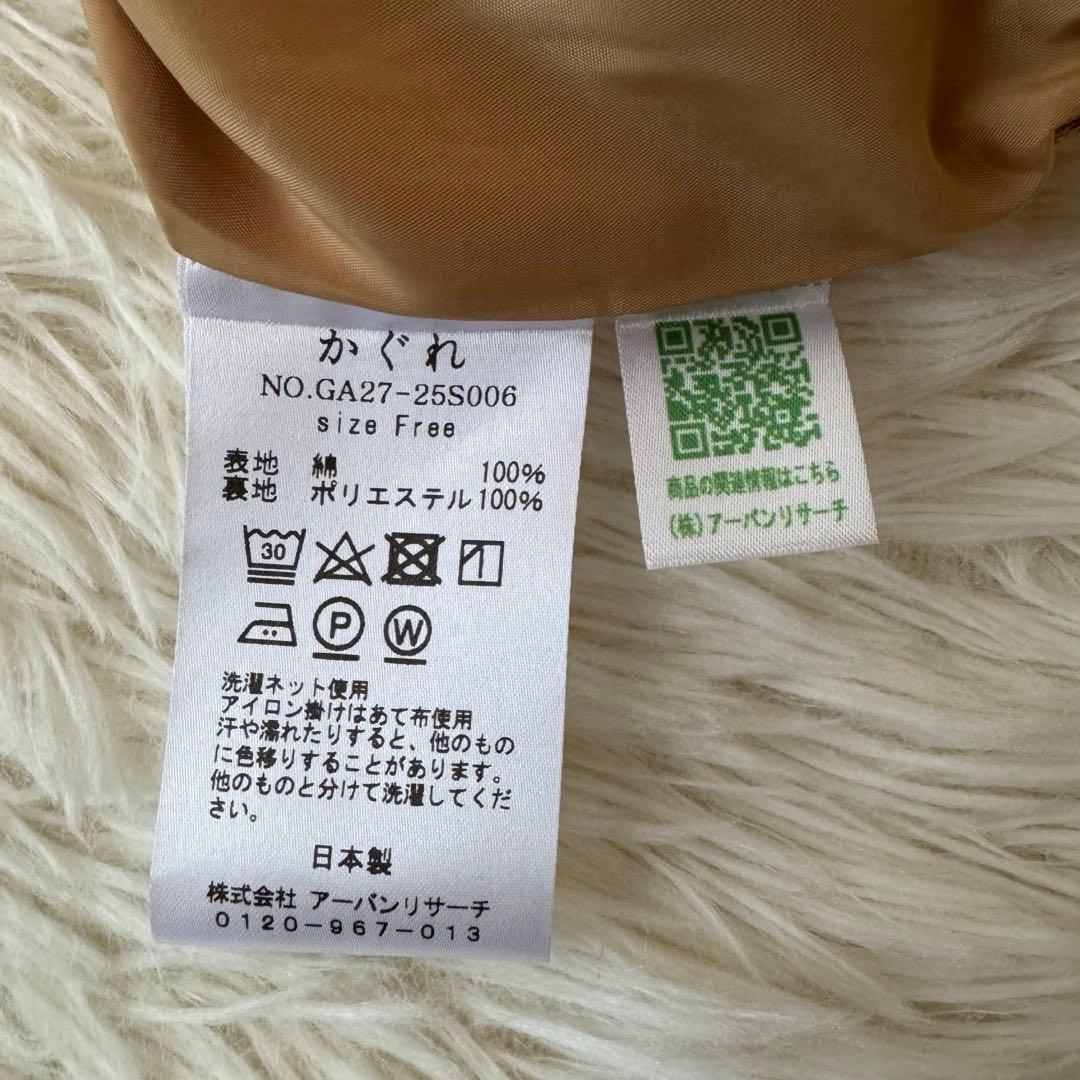 かぐれ
NO.GA27-25S006
size Free
表地 綿 100%
裏地 ポリエステル100%
30
P W
洗濯ネット使用
アイロン掛けはあて布使用
汗や濡れたりすると、他のもの
に色移りすることがあります。
他のものと分けて洗濯してくだ
さい。
日本製
株式会社 アーバンリサーチ
0120-967-013
商品の関連情報はこちら
(株)アーバンリサーチ